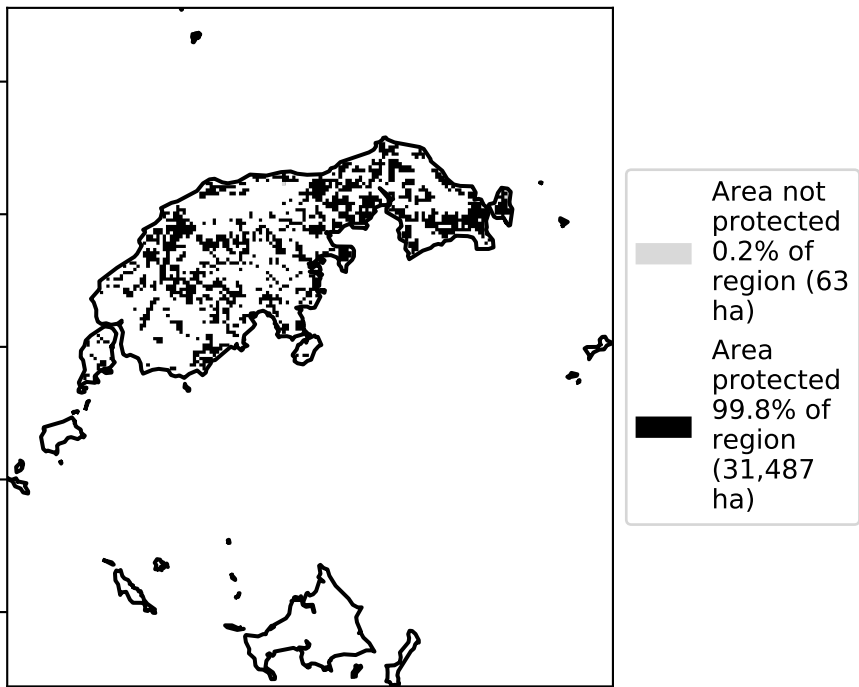 Area not
protected
0.2% of
region (63
ha)
Area
protected
99.8% of
region
(31,487
ha)